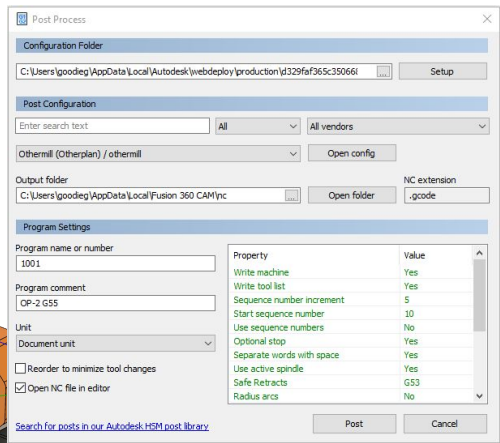 Post Process
Configuration Folder
C:\Users\goodieg\AppData\Local\Autodesk\webdeploy\production\d329faf365c35066( ... Setup
Post Configuration
Enter search text All All vendors
Othermill (Otherplan) / othermill Open config
Output folder NC extension
C:\Users\goodieg\AppData\Local\Fusion 360 CAM\nc ... Open folder .gcode
Program Settings
Program name or number
1001
Program comment
OP-2 G55
Unit
Document unit
Reorder to minimize tool changes
Open NC file in editor
Property Value
Write machine Yes
Write tool list Yes
Sequence number increment 5
Start sequence number 10
Use sequence numbers No
Optional stop Yes
Separate words with space Yes
Use active spindle Yes
Safe Retracts G53
Radius arcs No
Search for posts in our Autodesk HSM post library Post Cancel